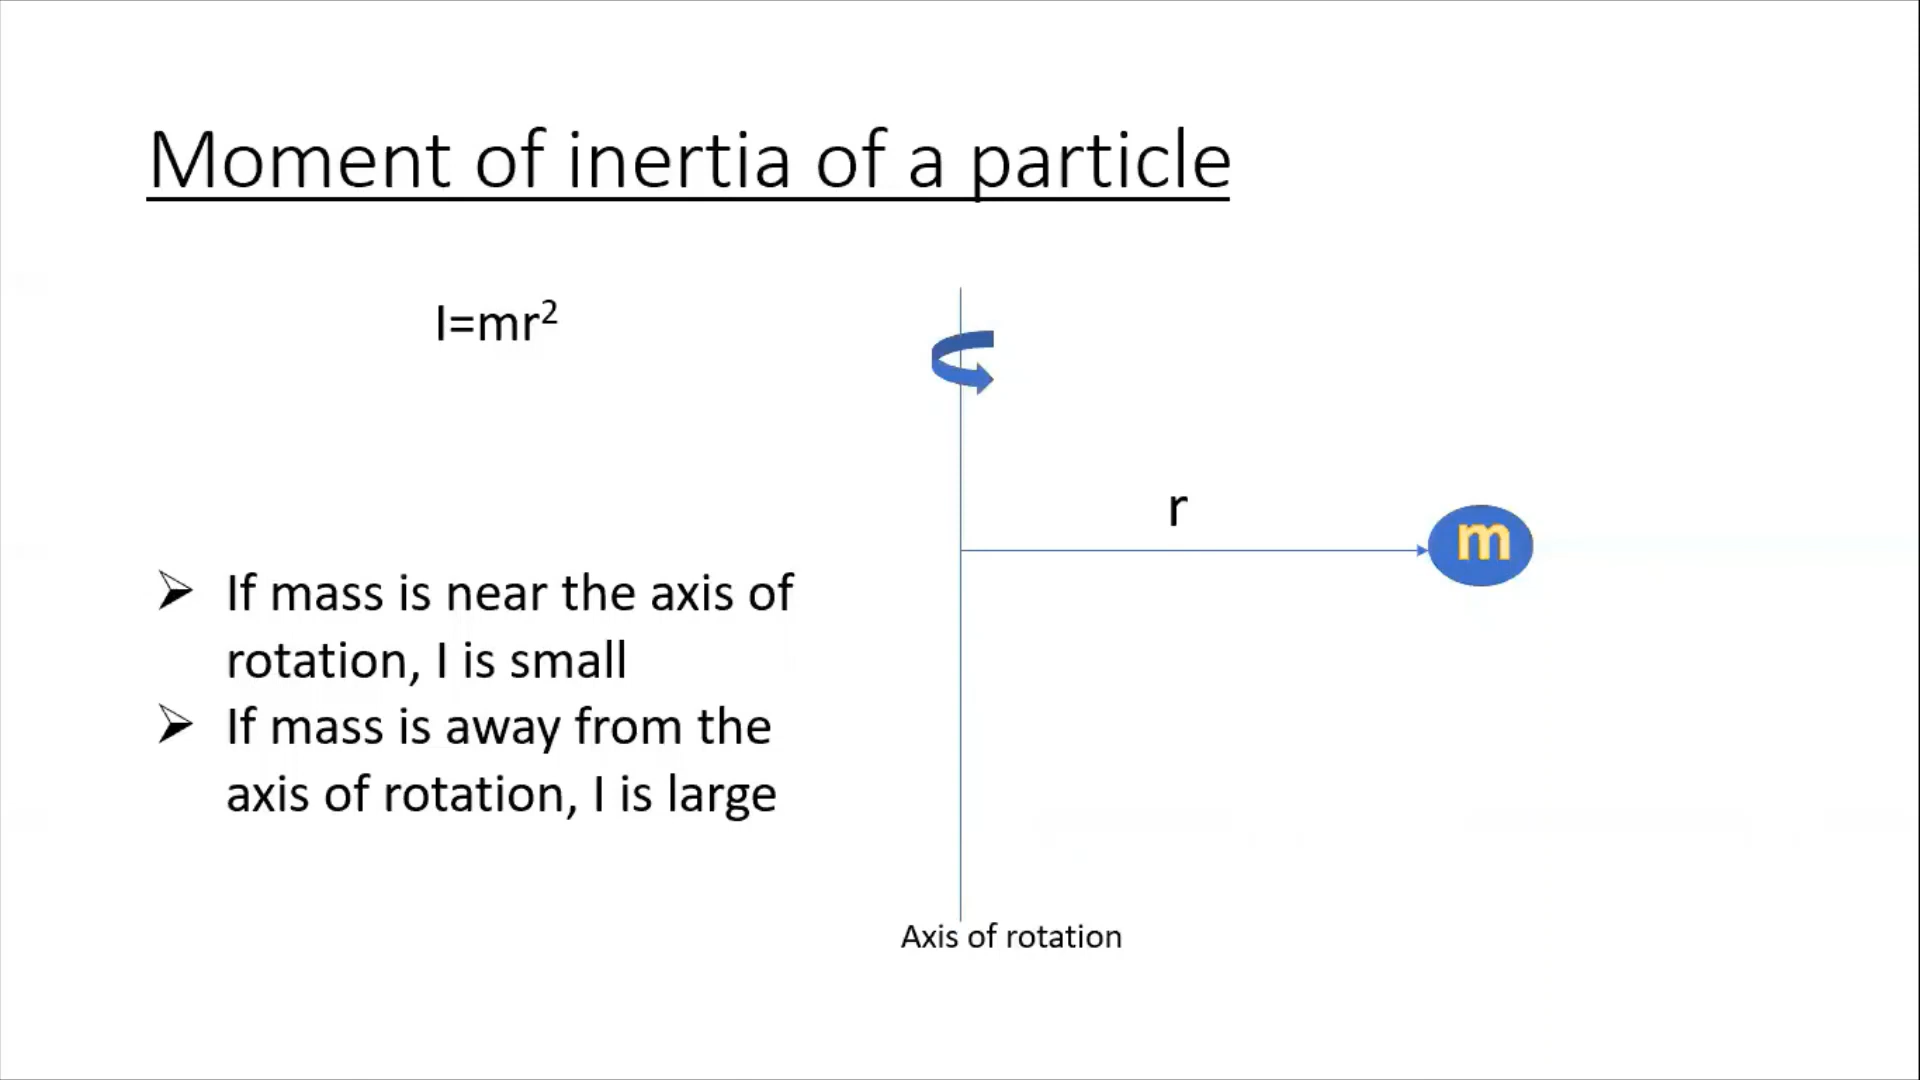 Moment of inertia of a particle
I=mr²
r
m
➢ If mass is near the axis of
rotation, I is small
➢ If mass is away from the
axis of rotation, I is large
Axis of rotation